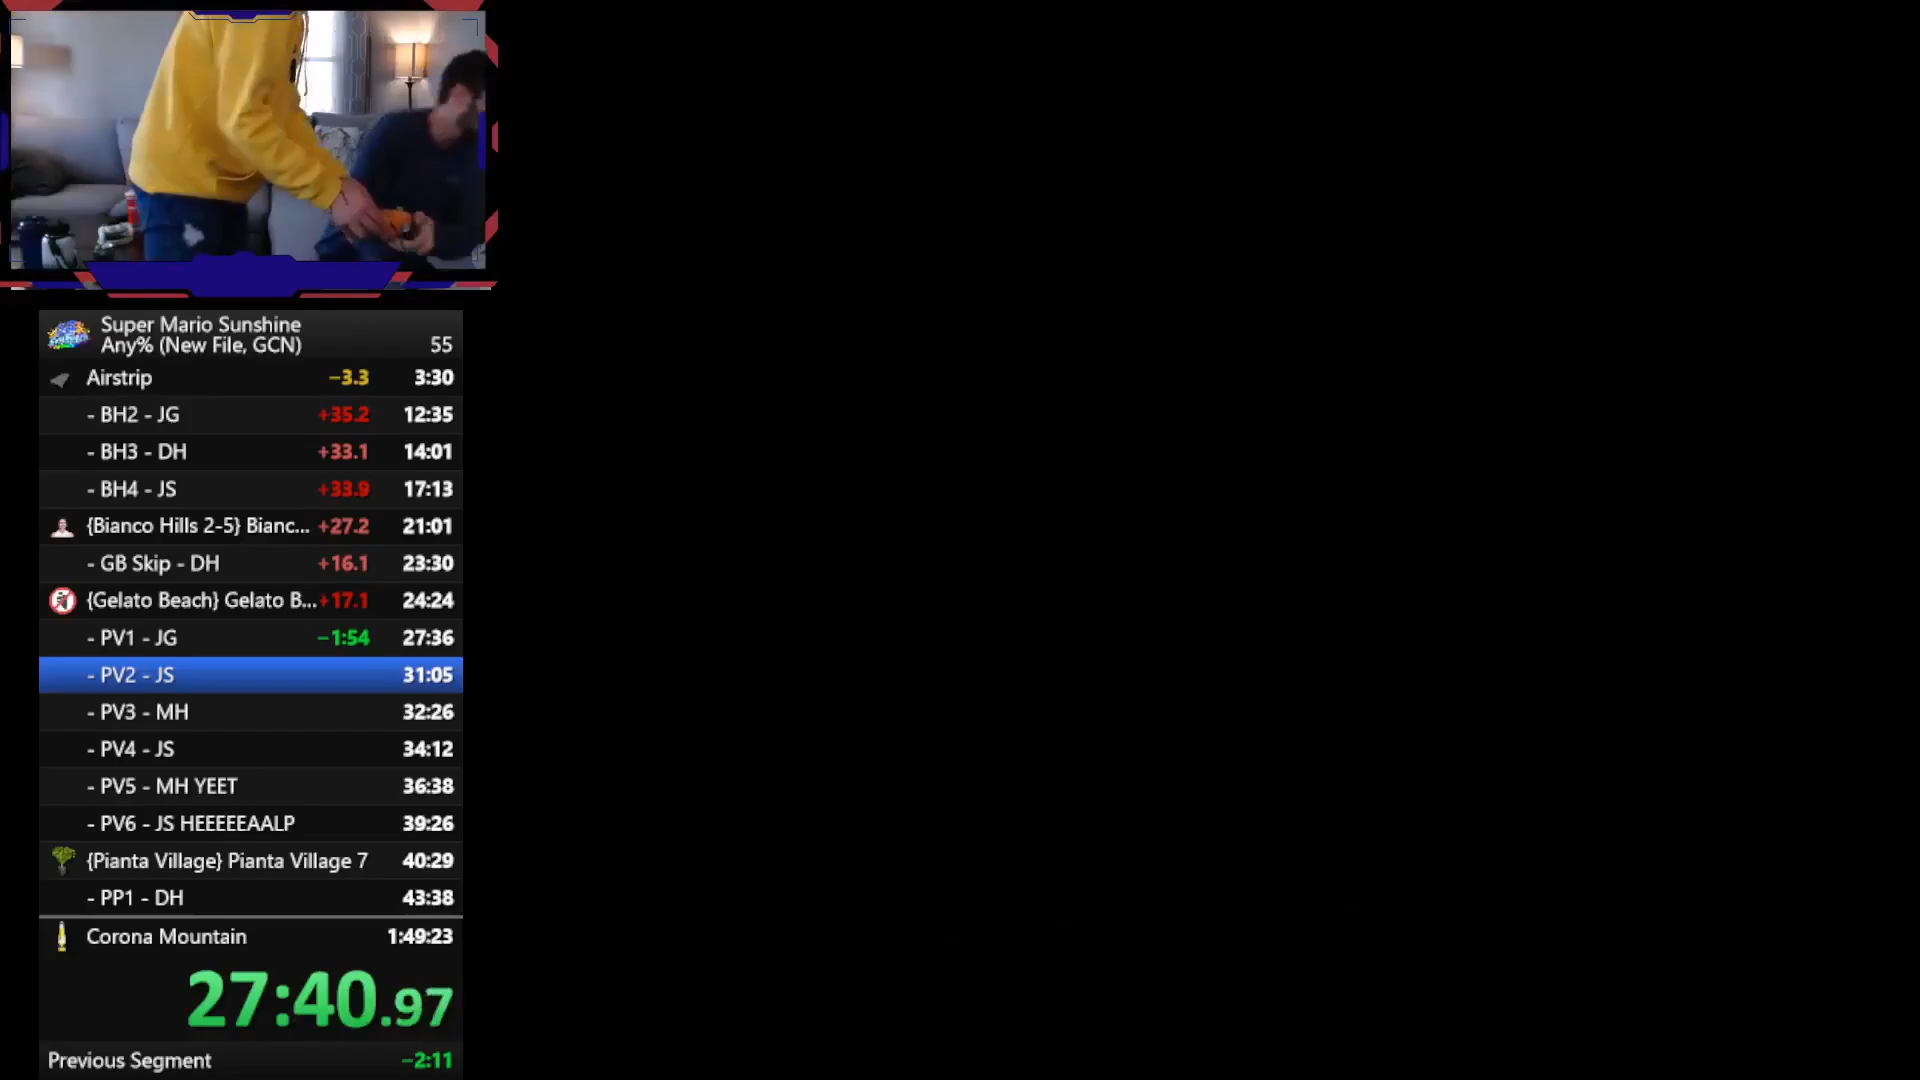 Super Mario Sunshine
Any% (New File, GCN) 55
Airstrip −3.3 3:30
- BH2 - JG +35.2 12:35
- BH3 - DH +33.1 14:01
- BH4 - JS +33.9 17:13
{Bianco Hills 2-5} Bianc... +27.2 21:01
- GB Skip - DH +16.1 23:30
{Gelato Beach} Gelato B... +17.1 24:24
- PV1 - JG −1:54 27:36
- PV2 - JS 31:05
- PV3 - MH 32:26
- PV4 - JS 34:12
- PV5 - MH YEET 36:38
- PV6 - JS HEEEEEAALP 39:26
{Pianta Village} Pianta Village 7 40:29
- PP1 - DH 43:38
Corona Mountain 1:49:23
27:40.97
Previous Segment −2:11